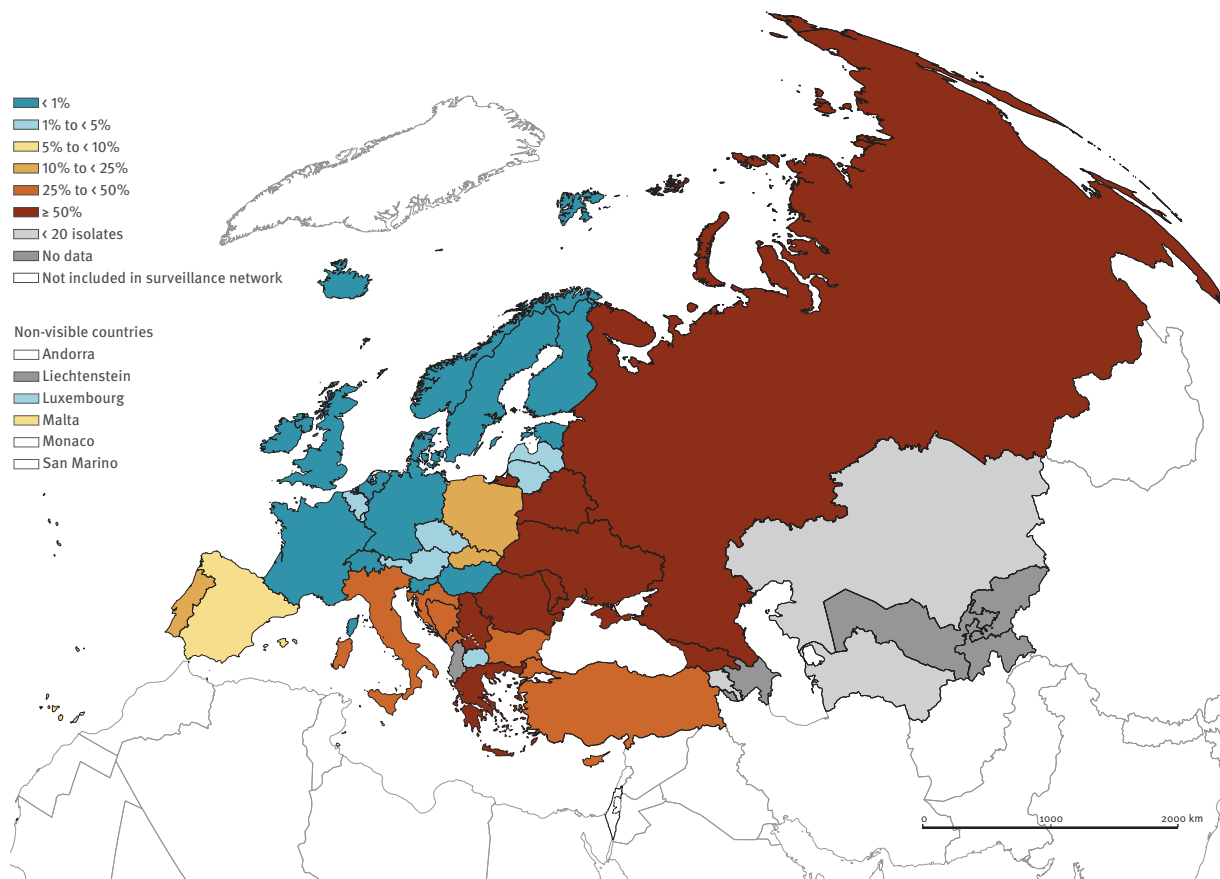 < 1%
1% to < 5%
5% to < 10%
10% to < 25%
25% to < 50%
≥ 50%
< 20 isolates
No data
Not included in surveillance network
Non-visible countries
Andorra
Liechtenstein
Luxembourg
Malta
Monaco
San Marino
0 1000 2000 km